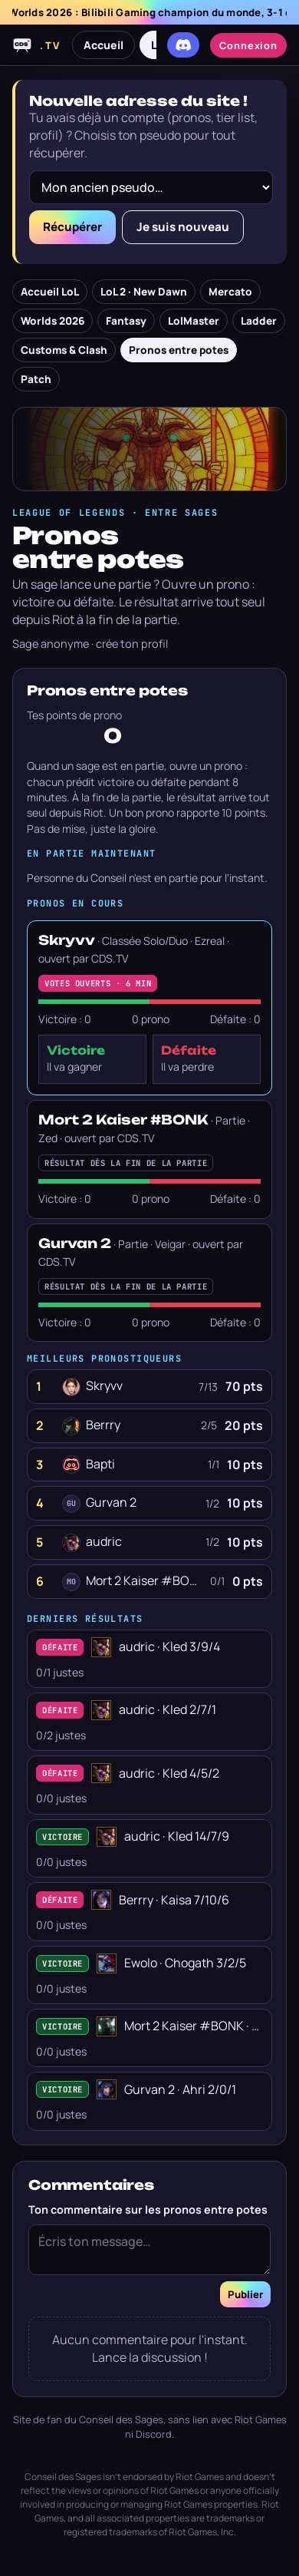 Worlds 2026 : Bilibili Gaming champion du monde, 3-1
CDS .TV
Accueil
L
Connexion
Nouvelle adresse du site !
Tu avais déjà un compte (pronos, tier list,
profil) ? Choisis ton pseudo pour tout
récupérer.
Mon ancien pseudo…
Récupérer
Je suis nouveau
Accueil LoL
LoL 2 · New Dawn
Mercato
Worlds 2026
Fantasy
LolMaster
Ladder
Customs & Clash
Pronos entre potes
Patch
LEAGUE OF LEGENDS · ENTRE SAGES
Pronos
entre potes
Un sage lance une partie ? Ouvre un prono :
victoire ou défaite. Le résultat arrive tout seul
depuis Riot à la fin de la partie.
Sage anonyme · crée ton profil
Pronos entre potes
Tes points de prono
0
Quand un sage est en partie, ouvre un prono :
chacun prédit victoire ou défaite pendant 8
minutes. À la fin de la partie, le résultat arrive tout
seul depuis Riot. Un bon prono rapporte 10 points.
Pas de mise, juste la gloire.
EN PARTIE MAINTENANT
Personne du Conseil n'est en partie pour l'instant.
PRONOS EN COURS
Skryvv · Classée Solo/Duo · Ezreal ·
ouvert par CDS.TV
VOTES OUVERTS · 6 MIN
Victoire : 0 0 prono Défaite : 0
Victoire
Il va gagner
Défaite
Il va perdre
Mort 2 Kaiser #BONK · Partie ·
Zed · ouvert par CDS.TV
RÉSULTAT DÈS LA FIN DE LA PARTIE
Victoire : 0 0 prono Défaite : 0
Gurvan 2 · Partie · Veigar · ouvert par
CDS.TV
RÉSULTAT DÈS LA FIN DE LA PARTIE
Victoire : 0 0 prono Défaite : 0
MEILLEURS PRONOSTIQUEURS
1 Skryvv 7/13 70 pts
2 Berrry 2/5 20 pts
3 Bapti 1/1 10 pts
4 GU Gurvan 2 1/2 10 pts
5 audric 1/2 10 pts
6 MO Mort 2 Kaiser #BO… 0/1 0 pts
DERNIERS RÉSULTATS
DÉFAITE audric · Kled 3/9/4
0/1 justes
DÉFAITE audric · Kled 2/7/1
0/2 justes
DÉFAITE audric · Kled 4/5/2
0/0 justes
VICTOIRE audric · Kled 14/7/9
0/0 justes
DÉFAITE Berrry · Kaisa 7/10/6
0/0 justes
VICTOIRE Ewolo · Chogath 3/2/5
0/0 justes
VICTOIRE Mort 2 Kaiser #BONK · …
0/0 justes
VICTOIRE Gurvan 2 · Ahri 2/0/1
0/0 justes
Commentaires
Ton commentaire sur les pronos entre potes
Écris ton message…
Publier
Aucun commentaire pour l'instant.
Lance la discussion !
Site de fan du Conseil des Sages, sans lien avec Riot Games
ni Discord.
Conseil des Sages isn't endorsed by Riot Games and doesn't
reflect the views or opinions of Riot Games or anyone officially
involved in producing or managing Riot Games properties. Riot
Games, and all associated properties are trademarks or
registered trademarks of Riot Games, Inc.